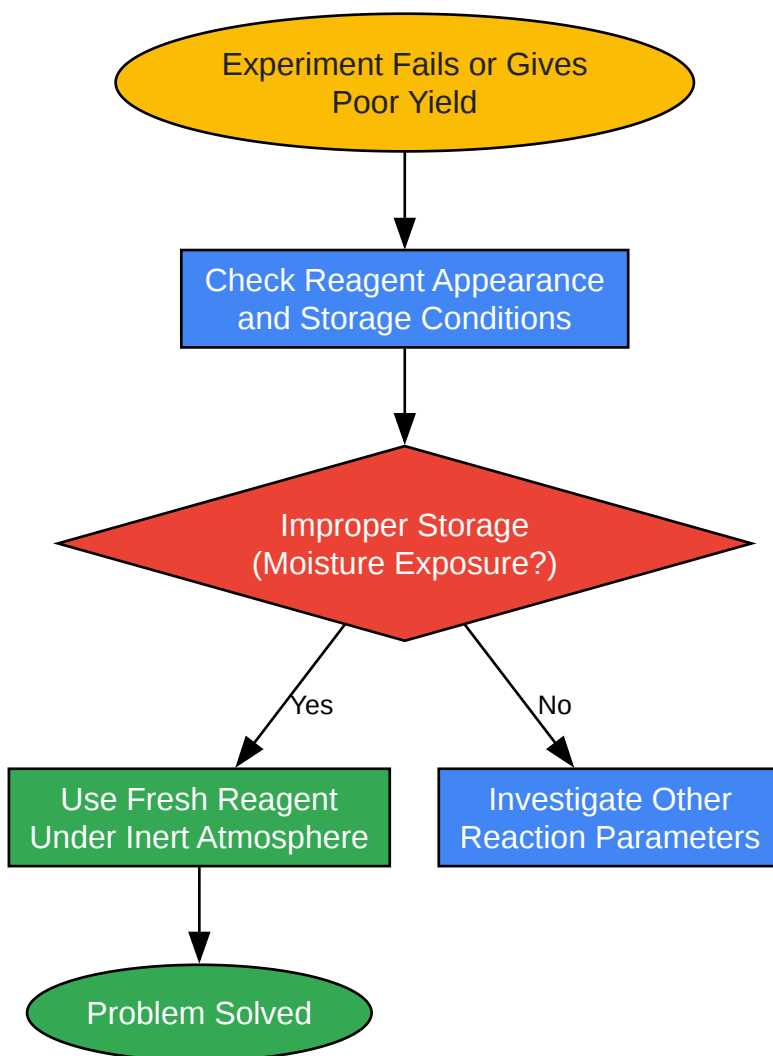 Experiment Fails or Gives
Poor Yield
Check Reagent Appearance
and Storage Conditions
Improper Storage
(Moisture Exposure?)
Yes
No
Use Fresh Reagent
Under Inert Atmosphere
Investigate Other
Reaction Parameters
Problem Solved